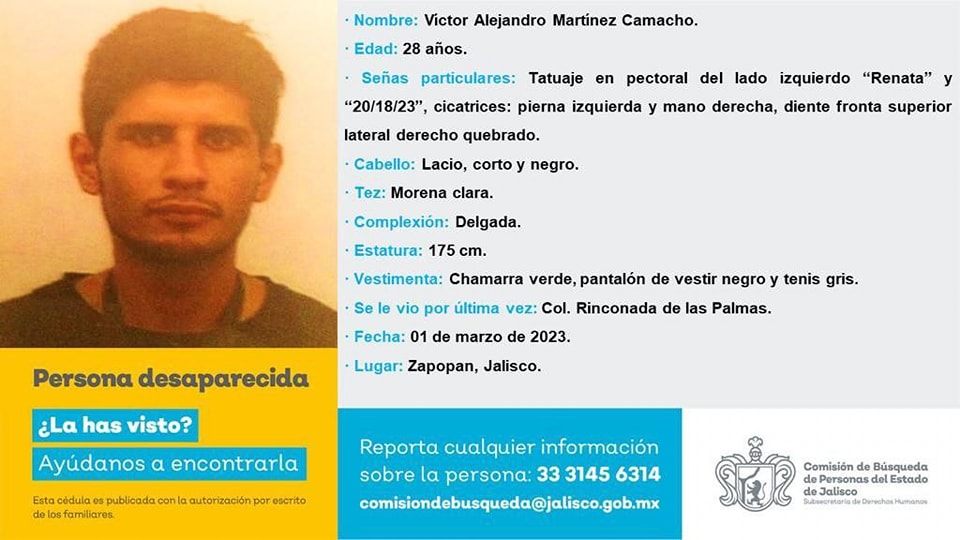 · Nombre: Víctor Alejandro Martínez Camacho.
· Edad: 28 años.
· Señas particulares: Tatuaje en pectoral del lado izquierdo “Renata” y
“20/18/23”, cicatrices: pierna izquierda y mano derecha, diente fronta superior
lateral derecho quebrado.
· Cabello: Lacio, corto y negro.
· Tez: Morena clara.
· Complexión: Delgada.
· Estatura: 175 cm.
· Vestimenta: Chamarra verde, pantalón de vestir negro y tenis gris.
· Se le vio por última vez: Col. Rinconada de las Palmas.
· Fecha: 01 de marzo de 2023.
· Lugar: Zapopan, Jalisco.
Persona desaparecida
¿La has visto?
Ayúdanos a encontrarla
Esta cédula es publicada con la autorización por escrito
de los familiares.
Reporta cualquier información
sobre la persona: 33 3145 6314
comisiondebusqueda@jalisco.gob.mx
Comisión de Búsqueda
de Personas del Estado
de Jalisco
Subsecretaría de Derechos Humanos